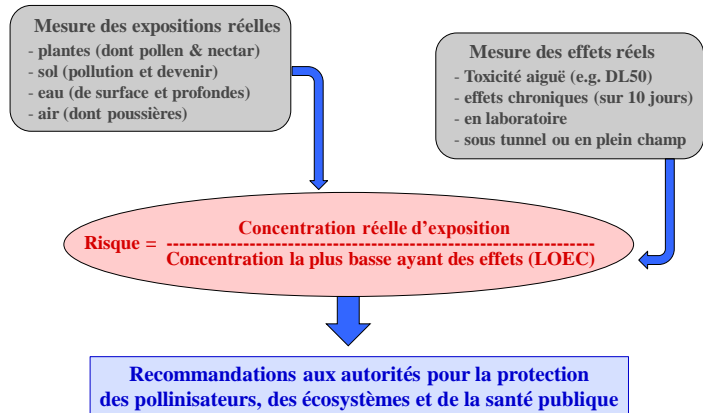 Mesure des expositions réelles
- plantes (dont pollen & nectar)
- sol (pollution et devenir)
- eau (de surface et profondes)
- air (dont poussières)
Mesure des effets réels
- Toxicité aiguë (e.g. DL50)
- effets chroniques (sur 10 jours)
- en laboratoire
- sous tunnel ou en plein champ
Concentration réelle d’exposition
Risque = ------------------------------------------------------------------
Concentration la plus basse ayant des effets (LOEC)
Recommandations aux autorités pour la protection
des pollinisateurs, des écosystèmes et de la santé publique